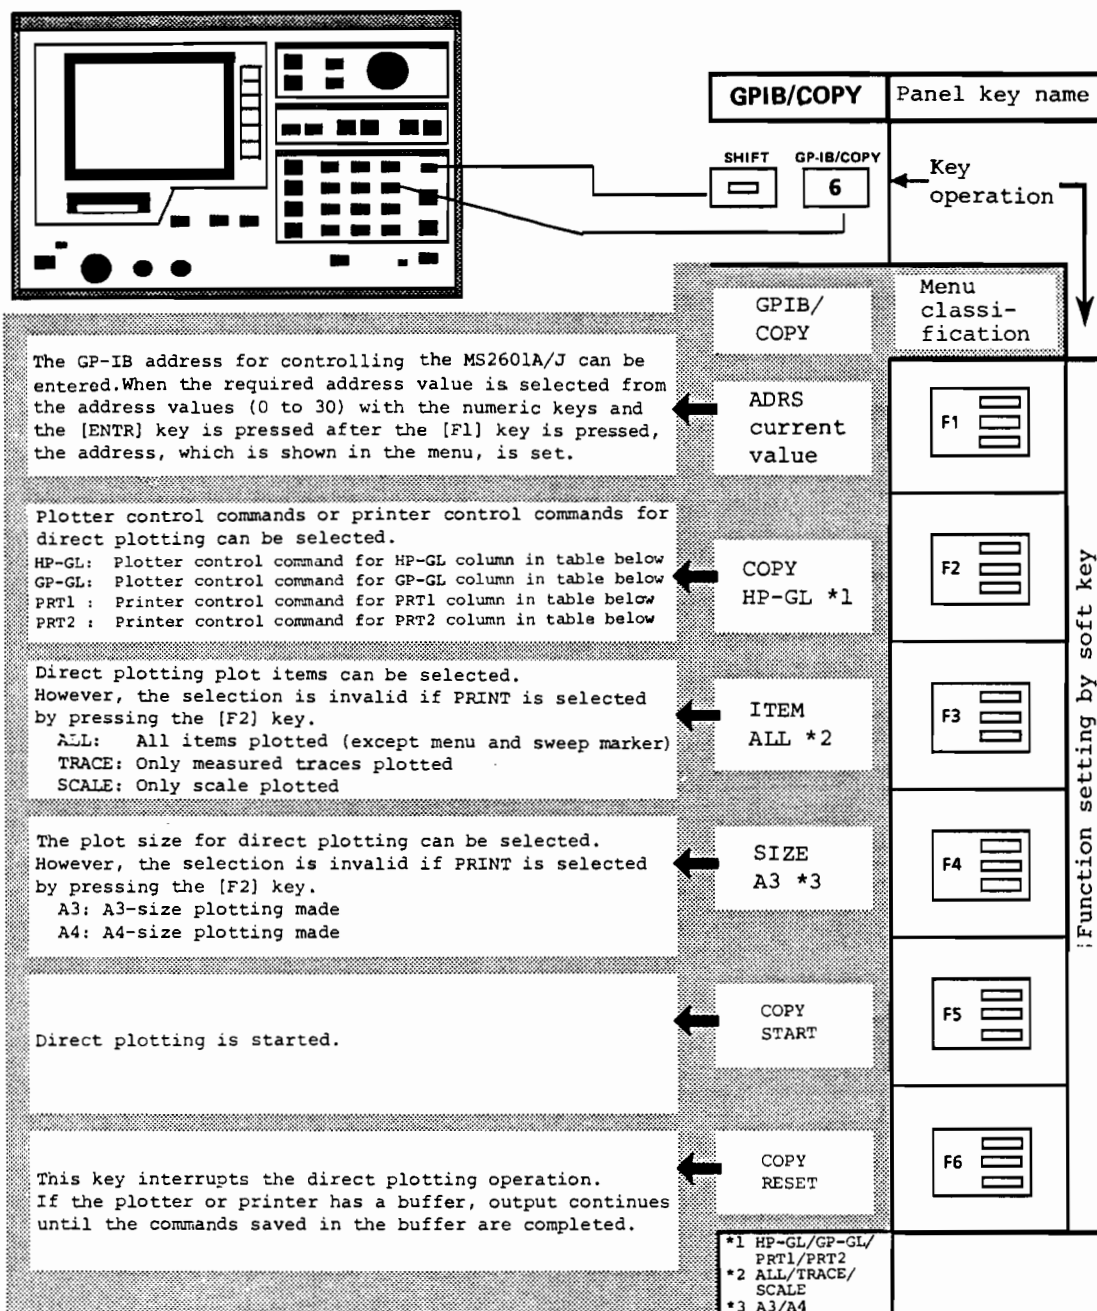 GPIB/COPY
Panel key name
SHIFT
GP-IB/COPY
6
Key
operation
GPIB/
COPY
Menu
classi-
fication
The GP-IB address for controlling the MS2601A/J can be
entered.When the required address value is selected from
the address values (0 to 30) with the numeric keys and
the [ENTR] key is pressed after the [F1] key is pressed,
the address, which is shown in the menu, is set.
ADRS
current
value
F1
Plotter control commands or printer control commands for
direct plotting can be selected.
HP-GL: Plotter control command for HP-GL column in table below
GP-GL: Plotter control command for GP-GL column in table below
PRT1 : Printer control command for PRT1 column in table below
PRT2 : Printer control command for PRT2 column in table below
COPY
HP-GL *1
F2
Direct plotting plot items can be selected.
However, the selection is invalid if PRINT is selected
by pressing the [F2] key.
ALL: All items plotted (except menu and sweep marker)
TRACE: Only measured traces plotted
SCALE: Only scale plotted
ITEM
ALL *2
F3
The plot size for direct plotting can be selected.
However, the selection is invalid if PRINT is selected
by pressing the [F2] key.
A3: A3-size plotting made
A4: A4-size plotting made
SIZE
A3 *3
F4
Direct plotting is started.
COPY
START
F5
This key interrupts the direct plotting operation.
If the plotter or printer has a buffer, output continues
until the commands saved in the buffer are completed.
COPY
RESET
F6
Function setting by soft key
*1 HP-GL/GP-GL/
PRT1/PRT2
*2 ALL/TRACE/
SCALE
*3 A3/A4